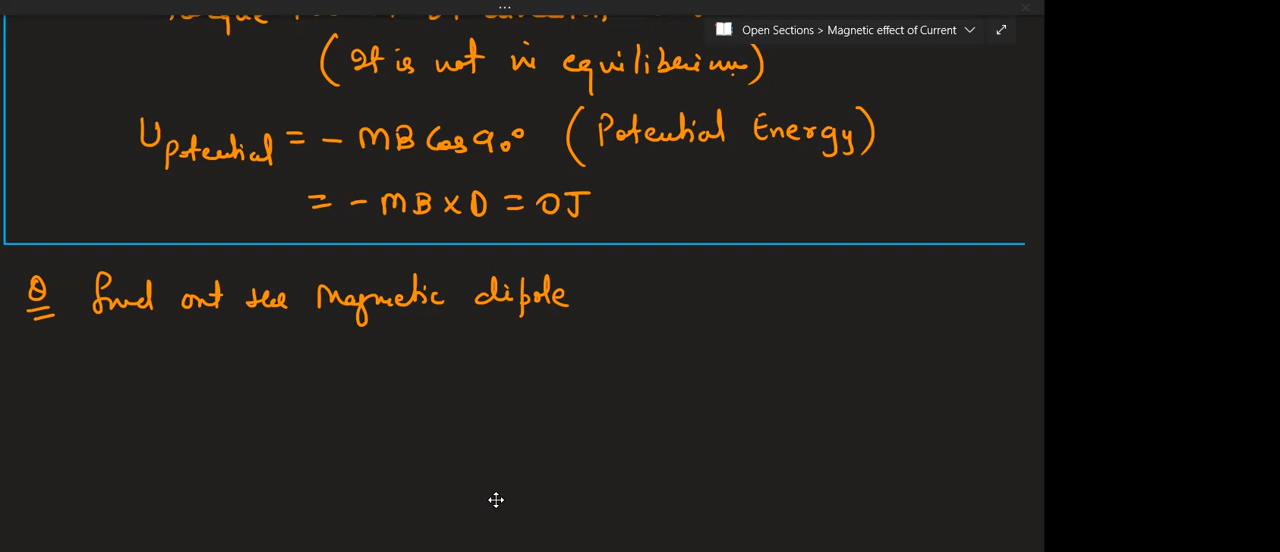 Open Sections > Magnetic effect of Current
(It is not in equilibrium)
U potential = - MB Cos 90° (Potential Energy)
= - MB × 0 = 0J
Q find out the Magnetic dipole